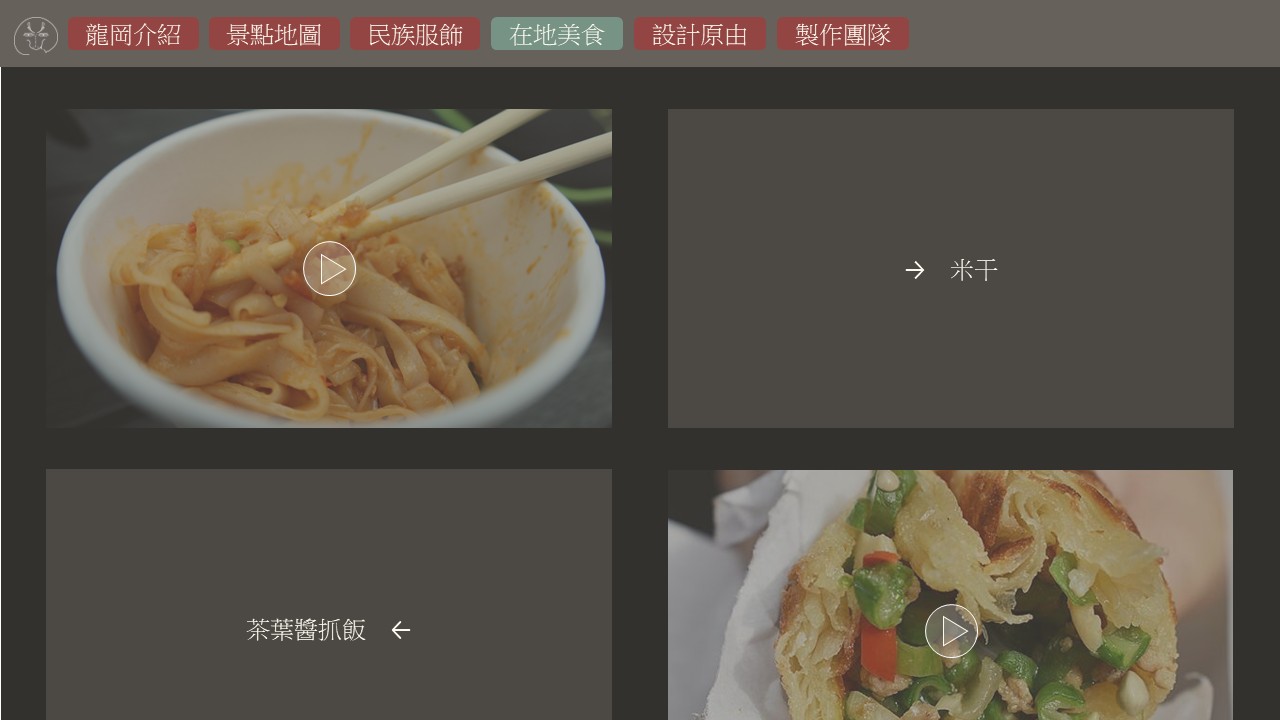 龍岡介紹
景點地圖
民族服飾
在地美食
設計原由
製作團隊
→ 米干
茶葉醬抓飯 ←